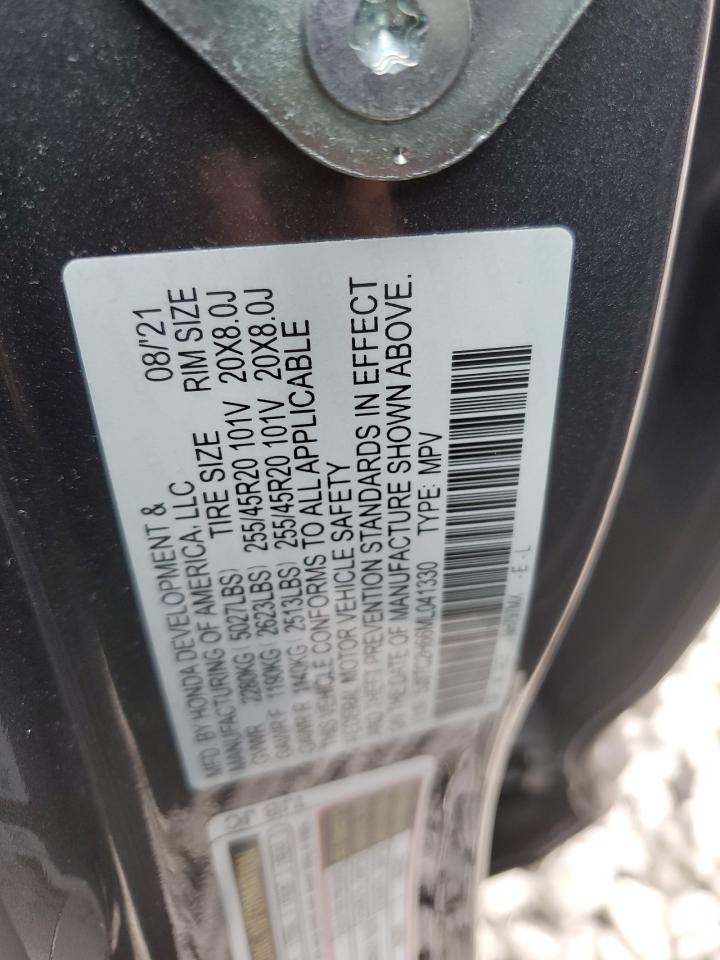 MFD. BY HONDA DEVELOPMENT & 08/'21
MANUFACTURING OF AMERICA, LLC
TIRE SIZE RIM SIZE
GVWR 2280KG (5027LBS)
GAWR F 1190KG (2623LBS) 255/45R20 101V 20X8.0J
GAWR R 1140KG (2513LBS) 255/45R20 101V 20X8.0J
THIS VEHICLE CONFORMS TO ALL APPLICABLE
FEDERAL MOTOR VEHICLE SAFETY
AND THEFT PREVENTION STANDARDS IN EFFECT
ON THE DATE OF MANUFACTURE SHOWN ABOVE.
TYPE: MPV
- E - L